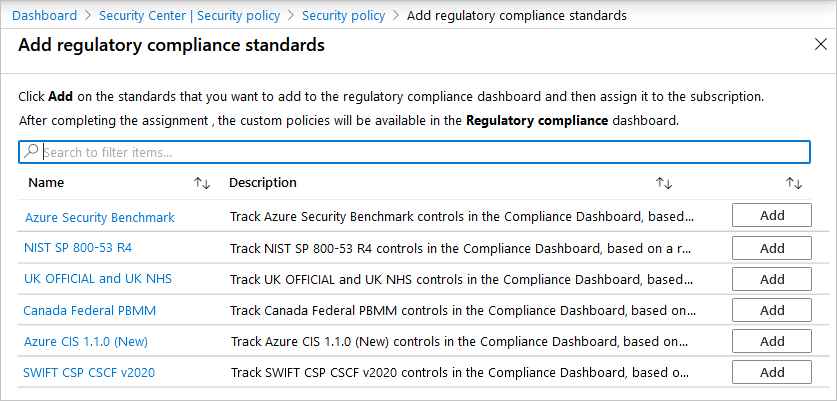 Dashboard > Security Center | Security policy > Security policy > Add regulatory compliance standards
Add regulatory compliance standards
Click Add on the standards that you want to add to the regulatory compliance dashboard and then assign it to the subscription.
After completing the assignment , the custom policies will be available in the Regulatory compliance dashboard.
Search to filter items...
Name Description
Azure Security Benchmark Track Azure Security Benchmark controls in the Compliance Dashboard, based... Add
NIST SP 800-53 R4 Track NIST SP 800-53 R4 controls in the Compliance Dashboard, based on a r... Add
UK OFFICIAL and UK NHS Track UK OFFICIAL and UK NHS controls in the Compliance Dashboard, based... Add
Canada Federal PBMM Track Canada Federal PBMM controls in the Compliance Dashboard, based on... Add
Azure CIS 1.1.0 (New) Track Azure CIS 1.1.0 (New) controls in the Compliance Dashboard, based on... Add
SWIFT CSP CSCF v2020 Track SWIFT CSP CSCF v2020 controls in the Compliance Dashboard, based o... Add